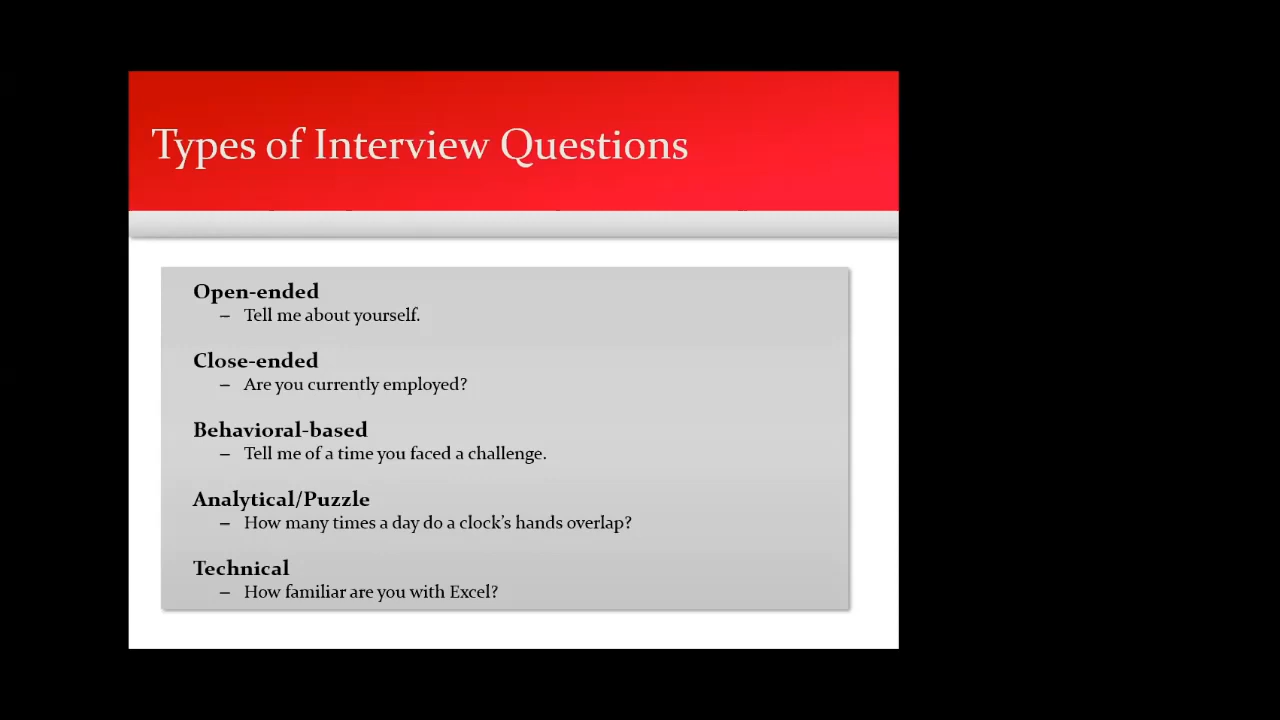 Types of Interview Questions
Open-ended
– Tell me about yourself.
Close-ended
– Are you currently employed?
Behavioral-based
– Tell me of a time you faced a challenge.
Analytical/Puzzle
– How many times a day do a clock's hands overlap?
Technical
– How familiar are you with Excel?